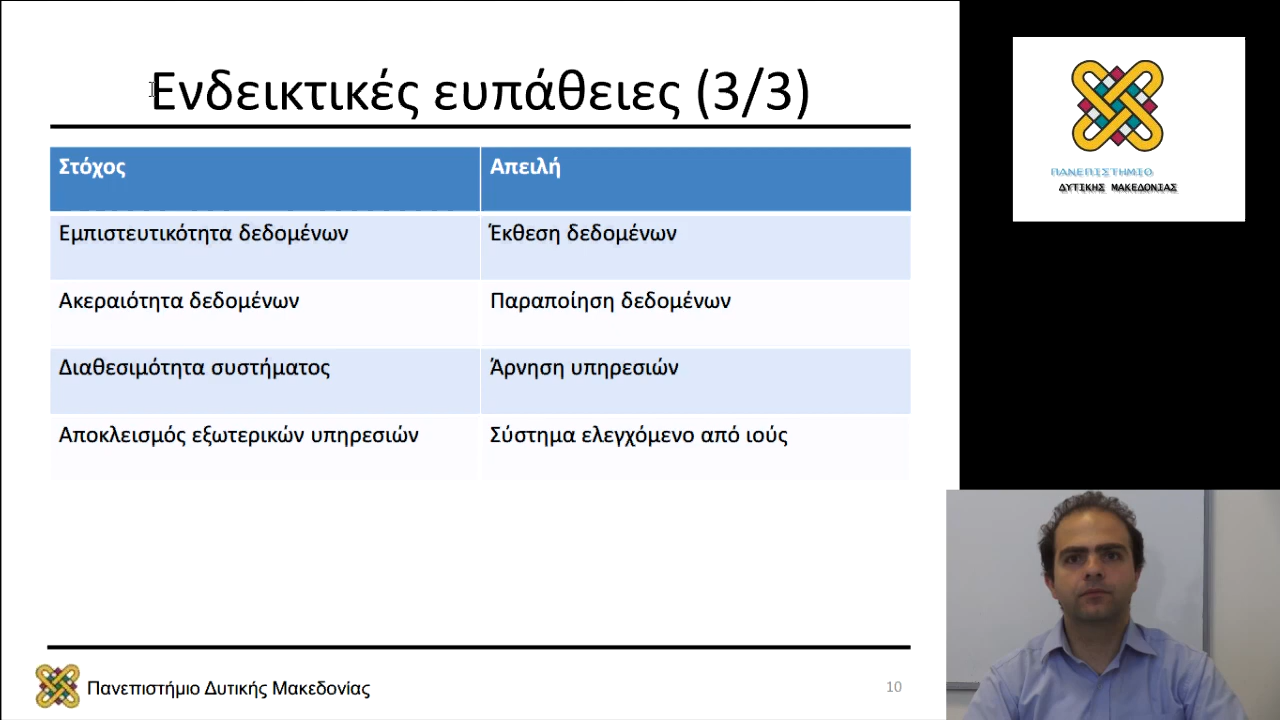 Ενδεικτικές ευπάθειες (3/3)
Στόχος Απειλή
Εμπιστευτικότητα δεδομένων Έκθεση δεδομένων
Ακεραιότητα δεδομένων Παραποίηση δεδομένων
Διαθεσιμότητα συστήματος Άρνηση υπηρεσιών
Αποκλεισμός εξωτερικών υπηρεσιών Σύστημα ελεγχόμενο από ιούς
Πανεπιστήμιο Δυτικής Μακεδονίας 10
ΠΑΝΕΠΙΣΤΗΜΙΟ
ΔΥΤΙΚΗΣ ΜΑΚΕΔΟΝΙΑΣ